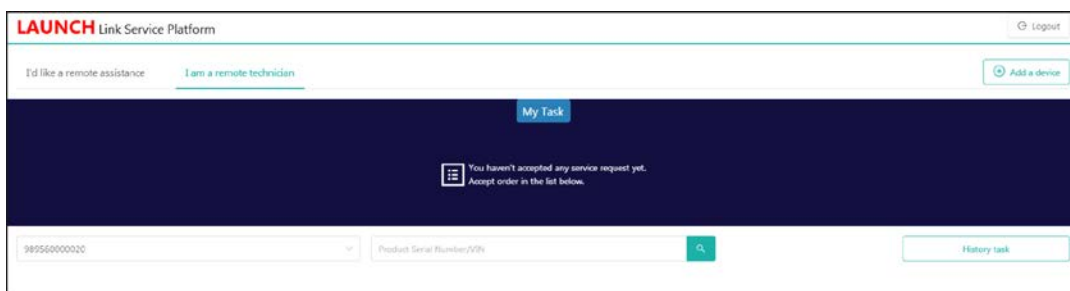 LAUNCH Link Service Platform
Logout
I'd like a remote assistance
I am a remote technician
Add a device
My Task
You haven't accepted any service request yet.
Accept order in the list below.
989560000020
Product Serial Number/VIN
History task